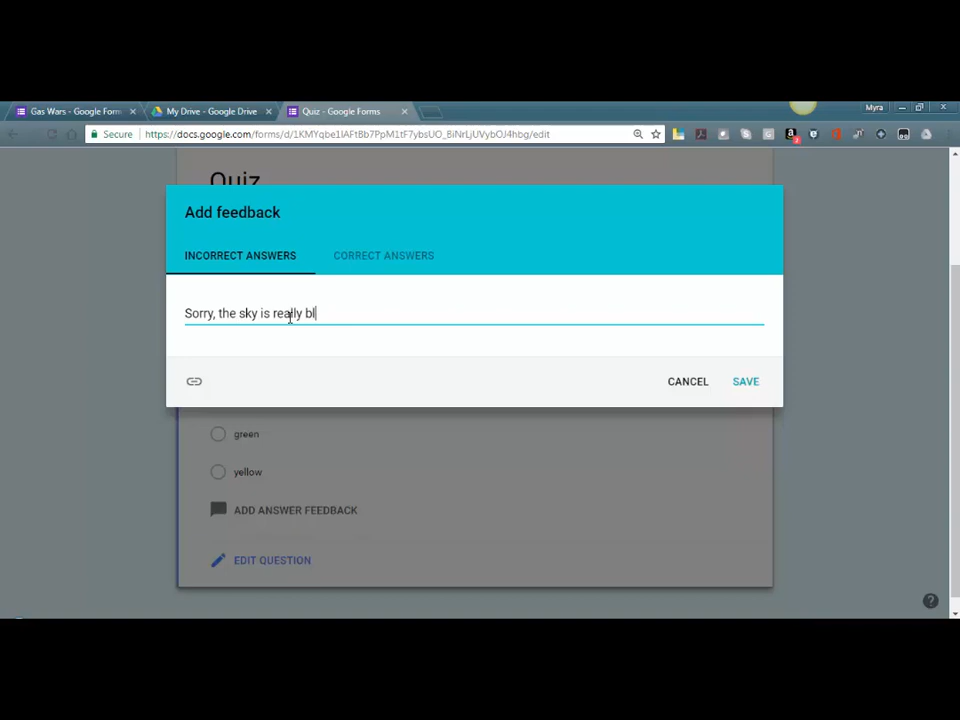 Gas Wars - Google Form
My Drive - Google Drive
Quiz - Google Forms
Myra
Secure
https://docs.google.com/forms/d/1KMYqbe1lAFtBb7PpM1tF7ybsUO_BiNrLjUVybOJ4hbg/edit
Quiz
Add feedback
INCORRECT ANSWERS
CORRECT ANSWERS
Sorry, the sky is really bl
CANCEL
SAVE
green
yellow
ADD ANSWER FEEDBACK
EDIT QUESTION